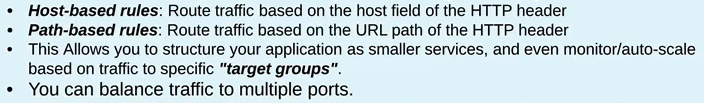 • Host-based rules: Route traffic based on the host field of the HTTP header
• Path-based rules: Route traffic based on the URL path of the HTTP header
• This Allows you to structure your application as smaller services, and even monitor/auto-scale
based on traffic to specific "target groups".
• You can balance traffic to multiple ports.